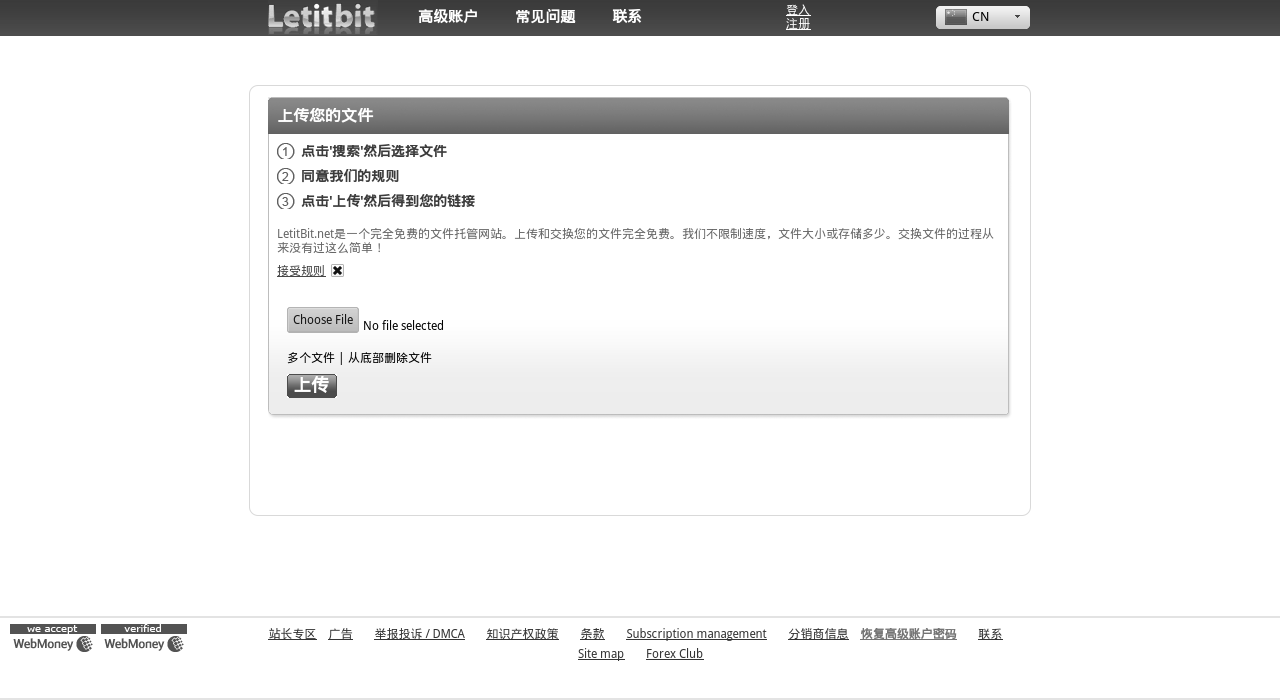 Letitbit 高级账户 常见问题 联系 登入 CN
注册
上传您的文件
1 点击'搜索'然后选择文件
2 同意我们的规则
3 点击'上传'然后得到您的链接
LetitBit.net是一个完全免费的文件托管网站。上传和交换您的文件完全免费。我们不限制速度，文件大小或存储多少。交换文件的过程从
来没有过这么简单！
接受规则
Choose File No file selected
多个文件 | 从底部删除文件
上传
we accept verified
WebMoney WebMoney 站长专区 广告 举报投诉 / DMCA 知识产权政策 条款 Subscription management 分销商信息 恢复高级账户密码 联系
Site map Forex Club